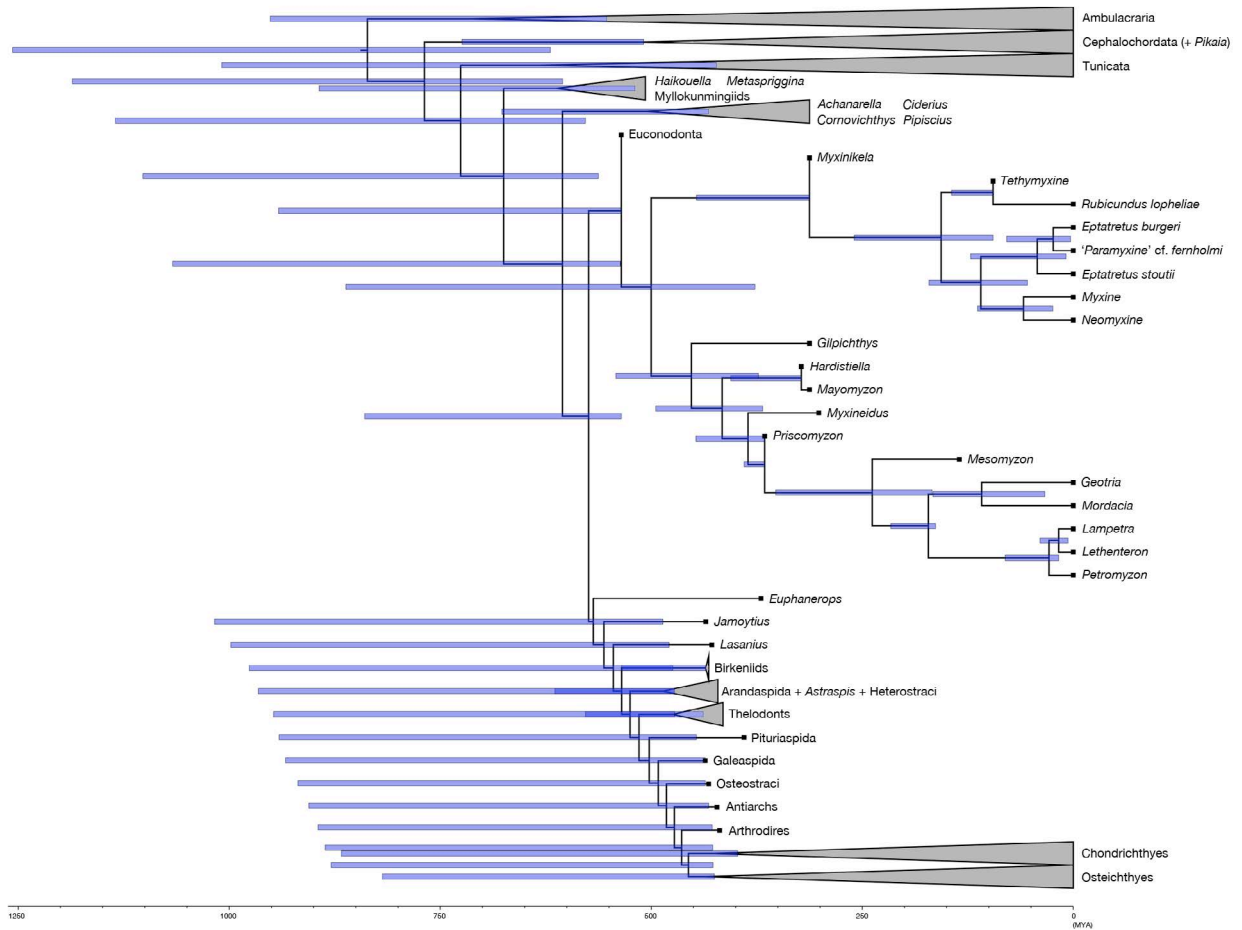 Ambulacraria
Cephalochordata (+ Pikaia)
Tunicata
Haikouella Metaspriggina
Myllokunmingiids
Achanarella Ciderius
Cornovichthys Pipiscius
Euconodonta
Myxinikela
Tethymyxine
Rubicundus lopheliae
Eptatretus burgeri
‘Paramyxine’ cf. fernholmi
Eptatretus stoutii
Myxine
Neomyxine
Gilpichthys
Hardistiella
Mayomyzon
Myxineidus
Priscomyzon
Mesomyzon
Geotria
Mordacia
Lampetra
Lethenteron
Petromyzon
Euphanerops
Jamoytius
Lasanius
Birkeniids
Arandaspida + Astraspis + Heterostraci
Thelodonts
Pituriaspida
Galeaspida
Osteostraci
Antiarchs
Arthrodires
Chondrichthyes
Osteichthyes
1250 1000 750 500 250 0
(MYA)